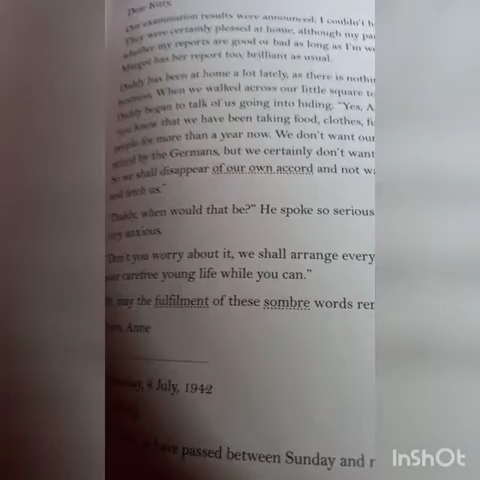 Dear Kitty,
Our examination results were announced; I couldn't h
They were certainly pleased at home, although my pa
whether my reports are good or bad as long as I'm we
Margot has her report too, brilliant as usual.
Daddy has been at home a lot lately, as there is nothi
business. When we walked across our little square to
Daddy began to talk of us going into hiding. "Yes, A
"you know that we have been taking food, clothes, fu
people for more than a year now. We don't want our
seized by the Germans, but we certainly don't want
So we shall disappear of our own accord and not wa
and fetch us."
"Daddy, when would that be?" He spoke so serious
very anxious.
"Don't you worry about it, we shall arrange every
your carefree young life while you can."
may the fulfilment of these sombre words ren
Anne
8 July, 1942
have passed between Sunday and n
InShOt